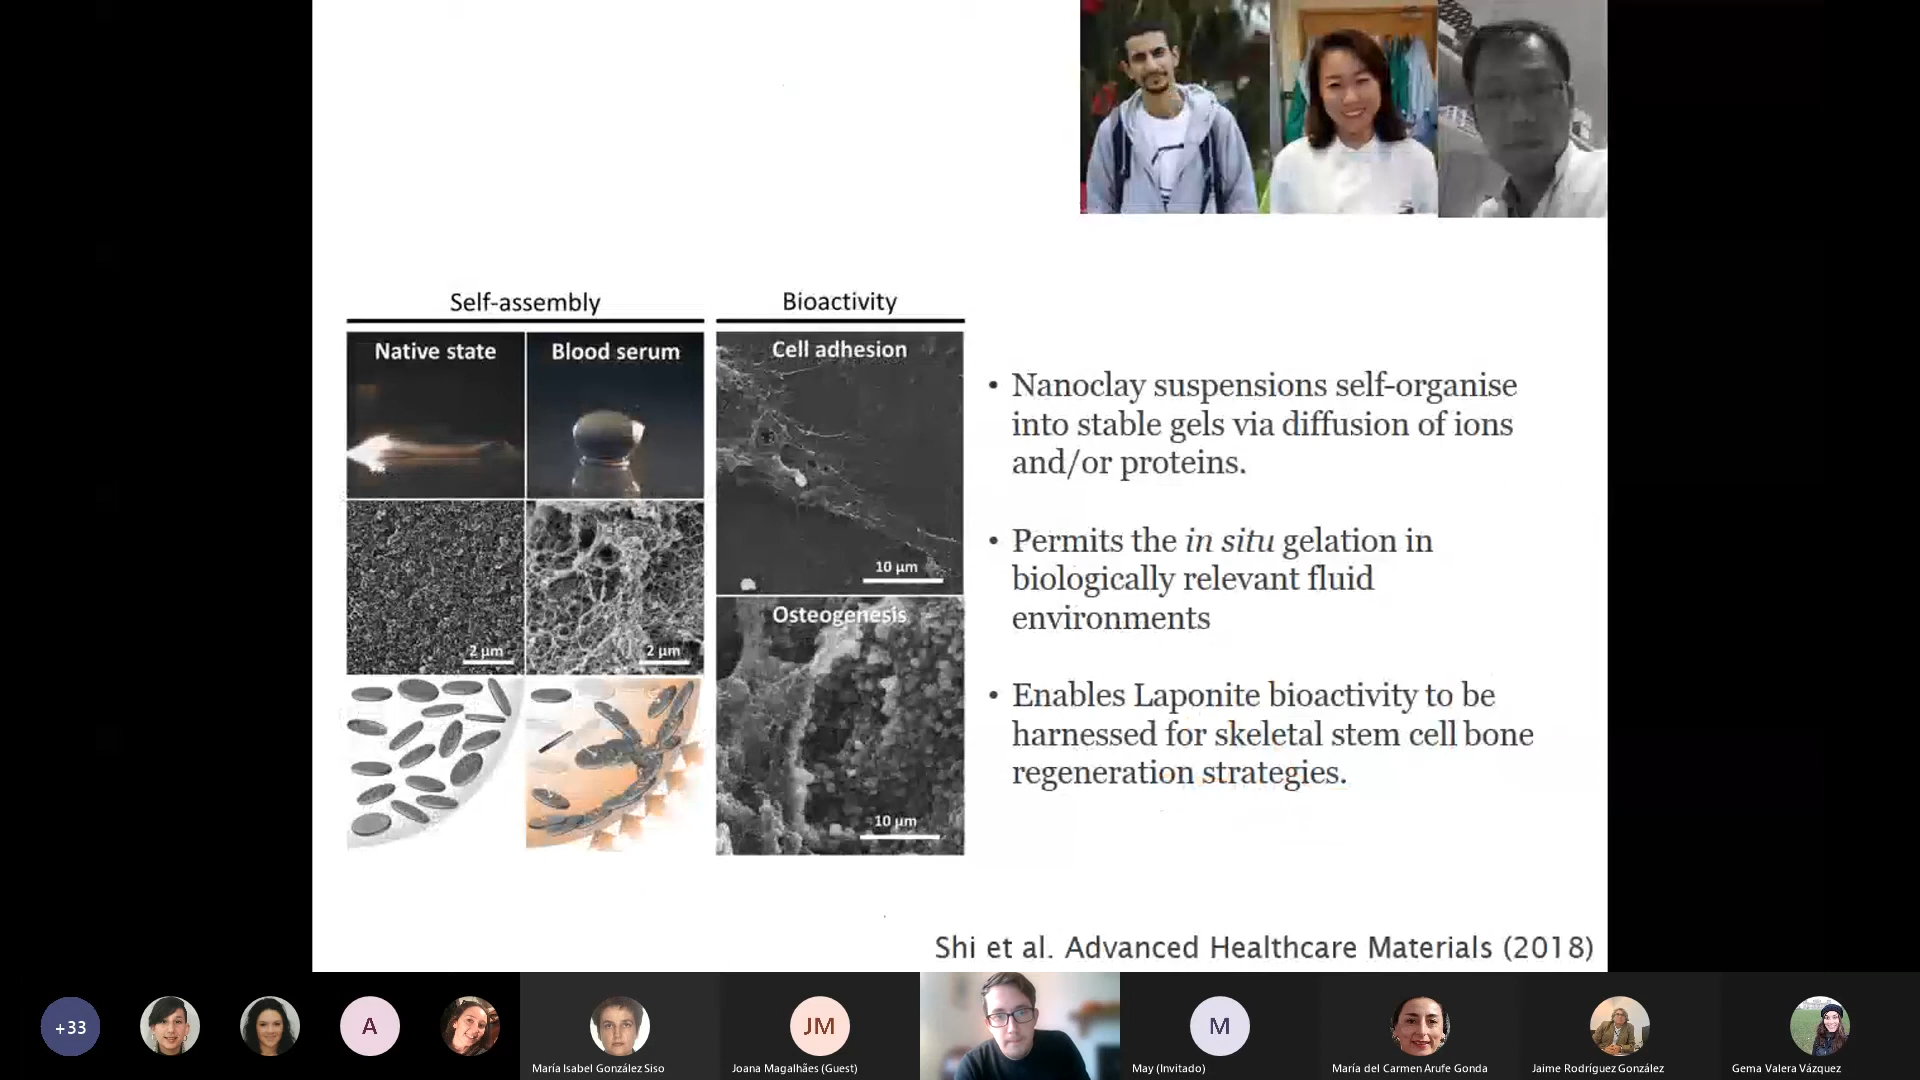 Self-assembly
Bioactivity
Native state
Blood serum
Cell adhesion
10 µm
2 µm
2 µm
Osteogenesis
10 µm
• Nanoclay suspensions self-organise
into stable gels via diffusion of ions
and/or proteins.
• Permits the in situ gelation in
biologically relevant fluid
environments
• Enables Laponite bioactivity to be
harnessed for skeletal stem cell bone
regeneration strategies.
Shi et al. Advanced Healthcare Materials (2018)
+33
A
JM
M
María Isabel González Siso
Joana Magalhães (Guest)
May (Invitado)
María del Carmen Arufe Gonda
Jaime Rodríguez González
Gema Valera Vázquez